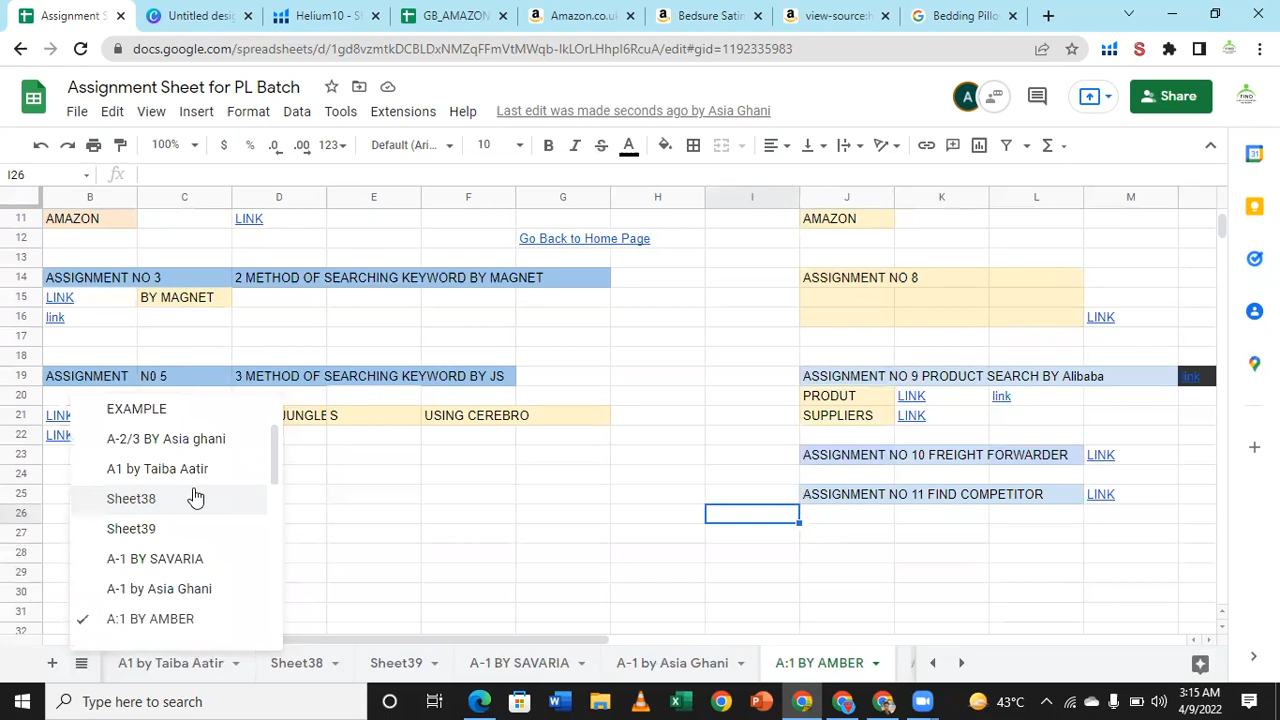 Assignment Sheet
Untitled desig
Helium10 - S
GB_AMAZON
Amazon.co.uk
Bedsure Satin
view-source:h
Bedding Pillo
docs.google.com/spreadsheets/d/1gd8vzmtkDCBLDxNMZqFFmVtMWqb-IkLOrLHhpl6RcuA/edit#gid=1192335983
Assignment Sheet for PL Batch
File Edit View Insert Format Data Tools Extensions Help Last edit was made seconds ago by Asia Ghani
A
Share
100% $ % .0 .00 123 Default (Ari... 10 B I S A
I26 fx
B C D E F G H I J K L M
11 AMAZON LINK AMAZON
12 Go Back to Home Page
13
14 ASSIGNMENT NO 3 2 METHOD OF SEARCHING KEYWORD BY MAGNET ASSIGNMENT NO 8
15 LINK BY MAGNET
16 link LINK
17
18
19 ASSIGNMENT N0 5 3 METHOD OF SEARCHING KEYWORD BY JS ASSIGNMENT NO 9 PRODUCT SEARCH BY Alibaba link
20 PRODUT LINK link
21 LINK JUNGLE S USING CEREBRO SUPPLIERS LINK
22 LINK
23 ASSIGNMENT NO 10 FREIGHT FORWARDER LINK
24
25 ASSIGNMENT NO 11 FIND COMPETITOR LINK
26
27
28
29
30
31
32
EXAMPLE
A-2/3 BY Asia ghani
A1 by Taiba Aatir
Sheet38
Sheet39
A-1 BY SAVARIA
A-1 by Asia Ghani
A:1 BY AMBER
A1 by Taiba Aatir Sheet38 Sheet39 A-1 BY SAVARIA A-1 by Asia Ghani A:1 BY AMBER
Type here to search
43°C
3:15 AM
4/9/2022